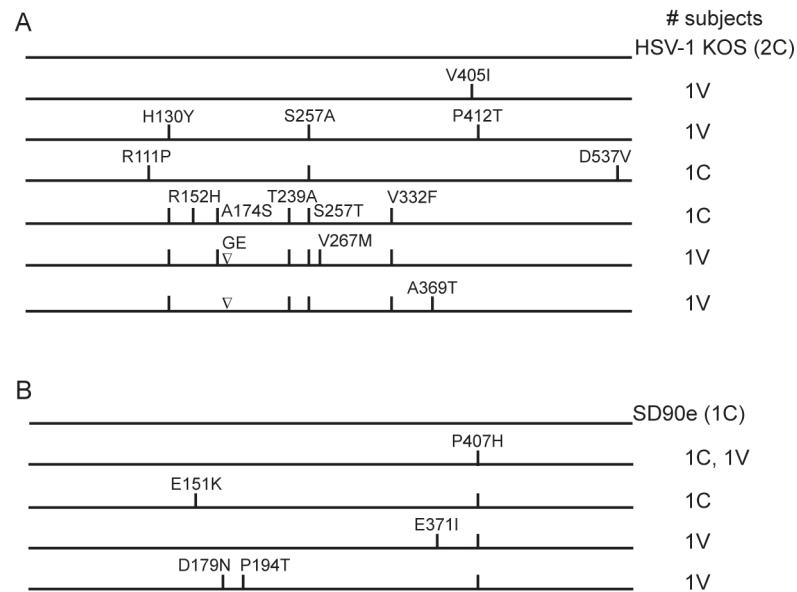 A
# subjects
HSV-1 KOS (2C)
V405I
1V
H130Y S257A P412T
1V
R111P D537V
1C
R152H T239A V332F
A174S S257T
1C
GE V267M
1V
A369T
1V
B
SD90e (1C)
P407H
1C, 1V
E151K
1C
E371I
1V
D179N P194T
1V